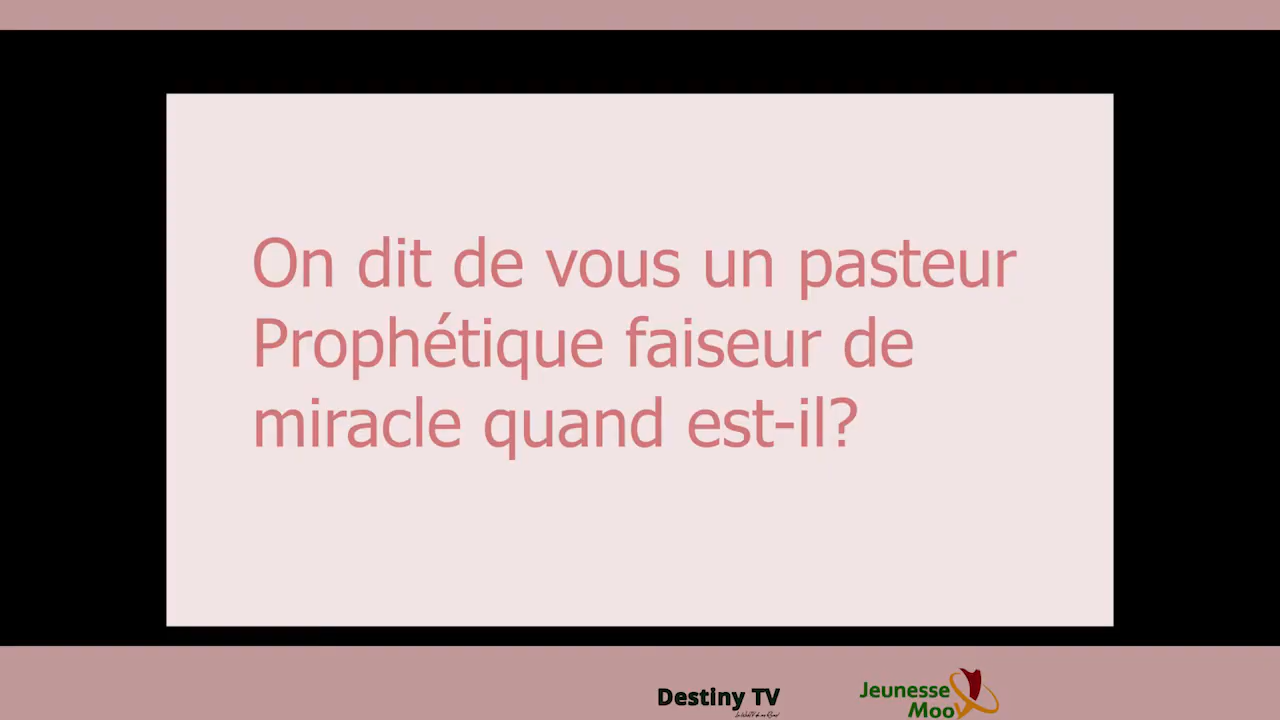 On dit de vous un pasteur
Prophétique faiseur de
miracle quand est-il?
Destiny TV
Jeunesse
Moov